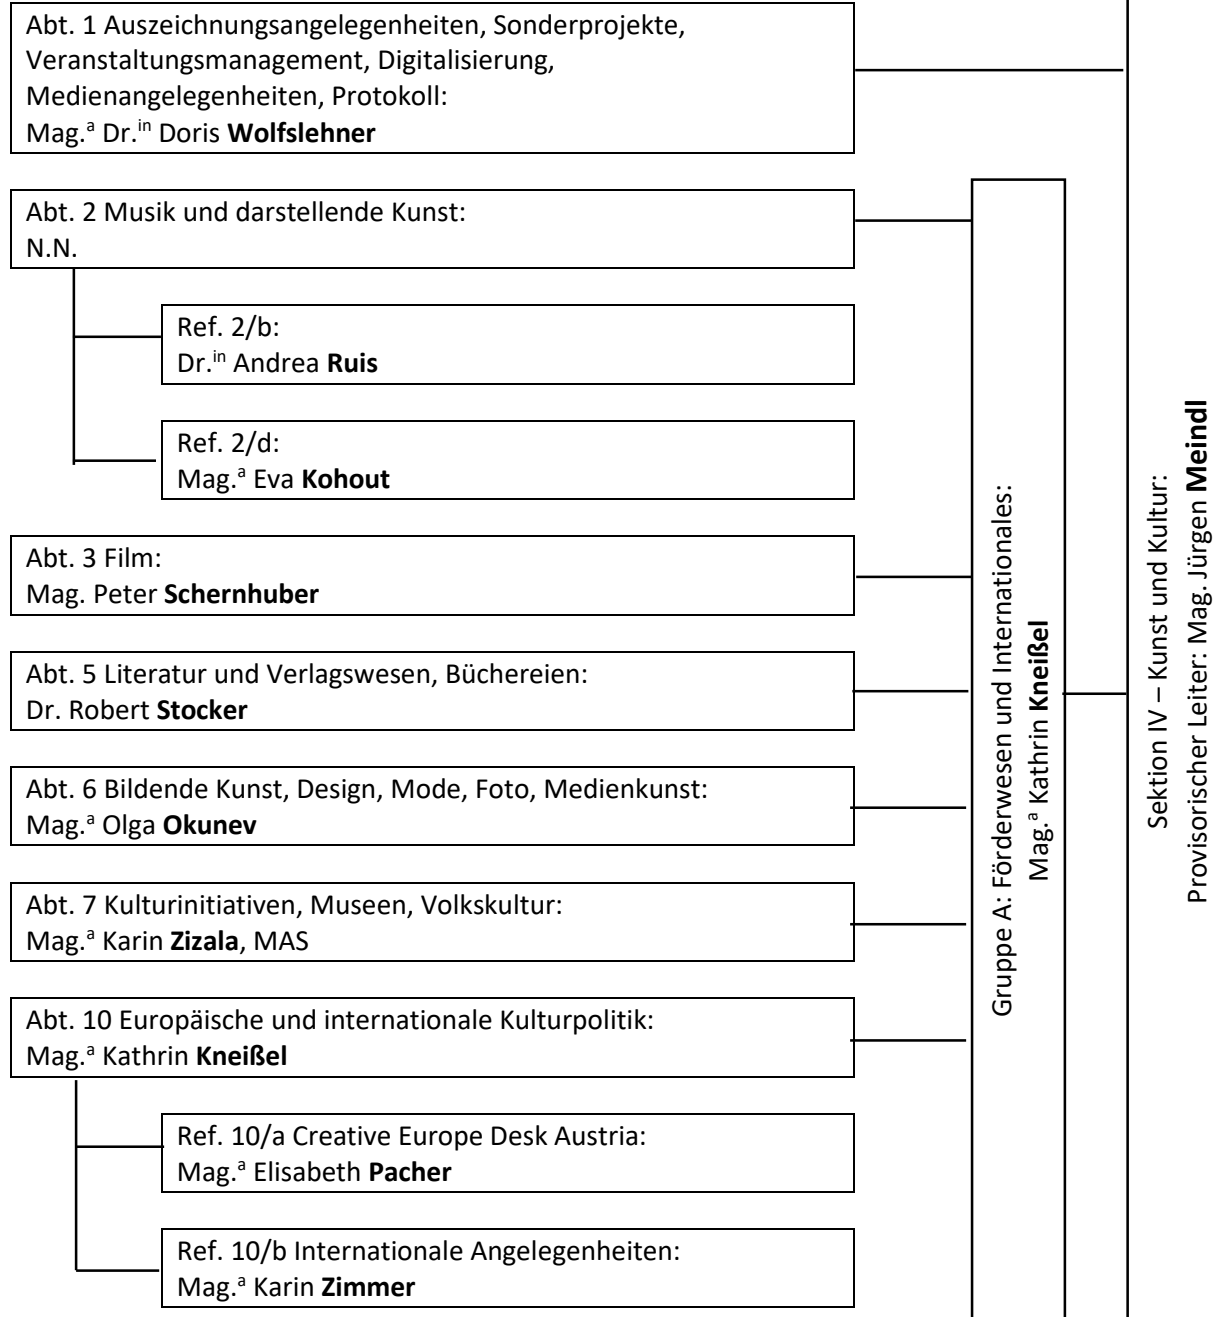 Abt. 1 Auszeichnungsangelegenheiten, Sonderprojekte,
Veranstaltungsmanagement, Digitalisierung,
Medienangelegenheiten, Protokoll:
Mag.ª Dr.ⁱⁿ Doris Wolfslehner
Abt. 2 Musik und darstellende Kunst:
N.N.
Ref. 2/b:
Dr.ⁱⁿ Andrea Ruis
Ref. 2/d:
Mag.ª Eva Kohout
Abt. 3 Film:
Mag. Peter Schernhuber
Abt. 5 Literatur und Verlagswesen, Büchereien:
Dr. Robert Stocker
Abt. 6 Bildende Kunst, Design, Mode, Foto, Medienkunst:
Mag.ª Olga Okunev
Abt. 7 Kulturinitiativen, Museen, Volkskultur:
Mag.ª Karin Zizala, MAS
Abt. 10 Europäische und internationale Kulturpolitik:
Mag.ª Kathrin Kneißel
Ref. 10/a Creative Europe Desk Austria:
Mag.ª Elisabeth Pacher
Ref. 10/b Internationale Angelegenheiten:
Mag.ª Karin Zimmer
Gruppe A: Förderwesen und Internationales:
Mag.ª Kathrin Kneißel
Sektion IV – Kunst und Kultur:
Provisorischer Leiter: Mag. Jürgen Meindl